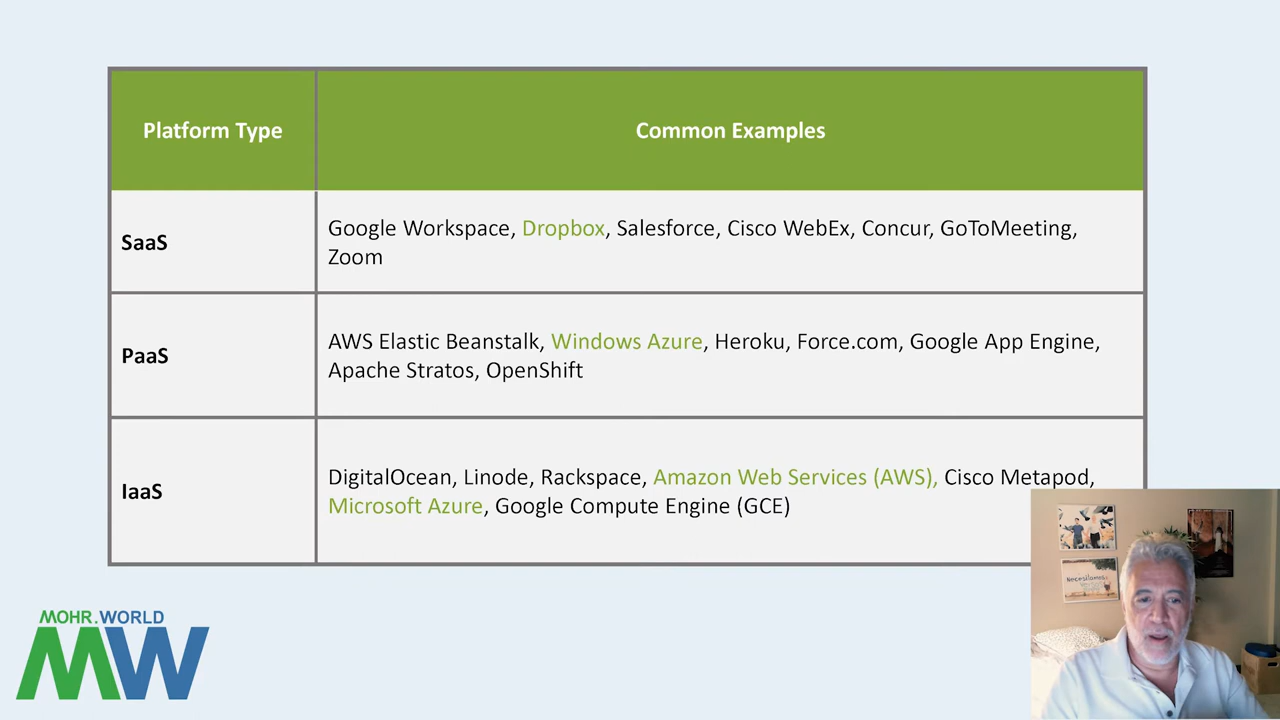 Platform Type
Common Examples
SaaS
Google Workspace, Dropbox, Salesforce, Cisco WebEx, Concur, GoToMeeting,
Zoom
PaaS
AWS Elastic Beanstalk, Windows Azure, Heroku, Force.com, Google App Engine,
Apache Stratos, OpenShift
IaaS
DigitalOcean, Linode, Rackspace, Amazon Web Services (AWS), Cisco Metapod,
Microsoft Azure, Google Compute Engine (GCE)
MOHR.WORLD
MW
Necesitamos